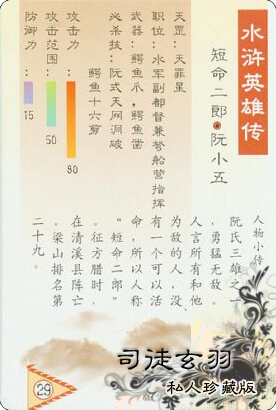 水浒英雄传
短命二郎·阮小五
天罡：天罪星
职位：水军副都督兼驽船营指挥
武器：鳄鱼爪，鳄鱼凿
必杀技：阮式天网洞破
鳄鱼十六剪
攻击力：
80
攻击范围：
50
防御力：
15
人物小传
阮氏三雄之一
，勇猛无敌。
人言所有和他
为敌的人，没
有一个可以活
命，所以人称
“短命二郎”
。征方腊时，
在清溪县阵亡
。梁山排名第
二十九。
司徒玄羽
私人珍藏版
29